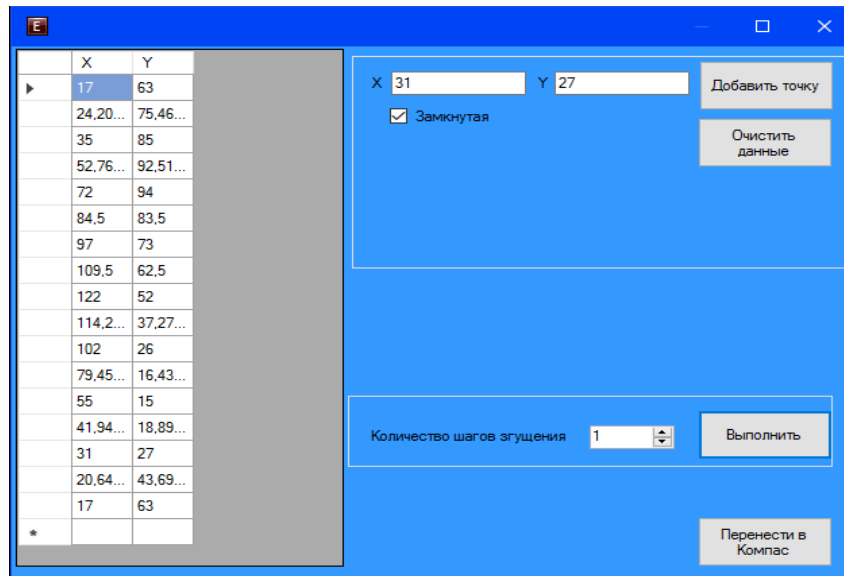 E
X Y
17 63
24,20... 75,46...
35 85
52,76... 92,51...
72 94
84,5 83,5
97 73
109,5 62,5
122 52
114,2... 37,27...
102 26
79,45... 16,43...
55 15
41,94... 18,89...
31 27
20,64... 43,69...
17 63
*
X 31 Y 27
Замкнутая
Добавить точку
Очистить
данные
Количество шагов згущения 1
Выполнить
Перенести в
Компас